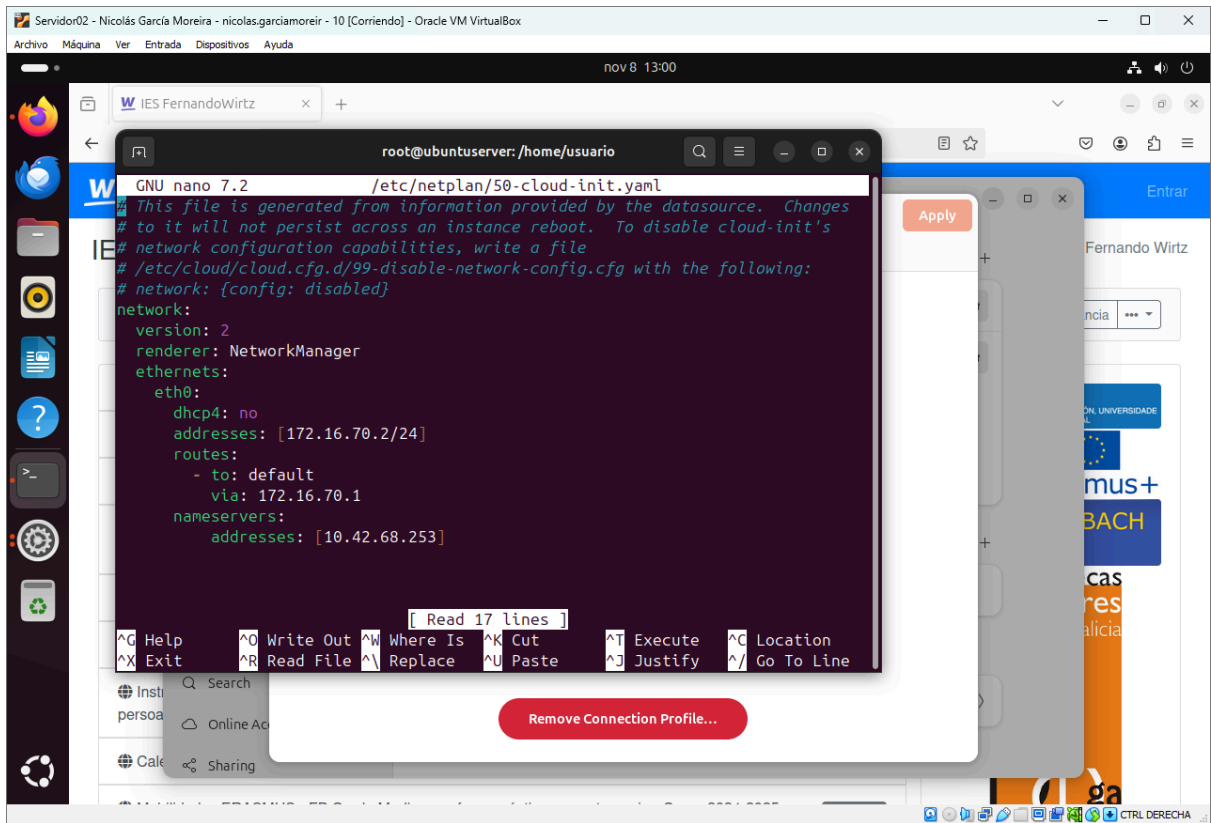 Servidor02 - Nicolás García Moreira - nicolas.garciamoreir - 10 [Corriendo] - Oracle VM VirtualBox
Archivo Máquina Ver Entrada Dispositivos Ayuda
nov 8 13:00
IES FernandoWirtz
root@ubuntuserver: /home/usuario
GNU nano 7.2 /etc/netplan/50-cloud-init.yaml
Entrar
# This file is generated from information provided by the datasource. Changes
Apply
# to it will not persist across an instance reboot. To disable cloud-init's
# network configuration capabilities, write a file
Fernando Wirtz
# /etc/cloud/cloud.cfg.d/99-disable-network-config.cfg with the following:
# network: {config: disabled}
network:
version: 2
renderer: NetworkManager
ethernets:
eth0:
dhcp4: no
addresses: [172.16.70.2/24]
routes:
- to: default
via: 172.16.70.1
nameservers:
addresses: [10.42.68.253]
[ Read 17 lines ]
^G Help ^O Write Out ^W Where Is ^K Cut ^T Execute ^C Location
^X Exit ^R Read File ^\ Replace ^U Paste ^J Justify ^/ Go To Line
Search
Online Ac
Sharing
Remove Connection Profile...
CTRL DERECHA